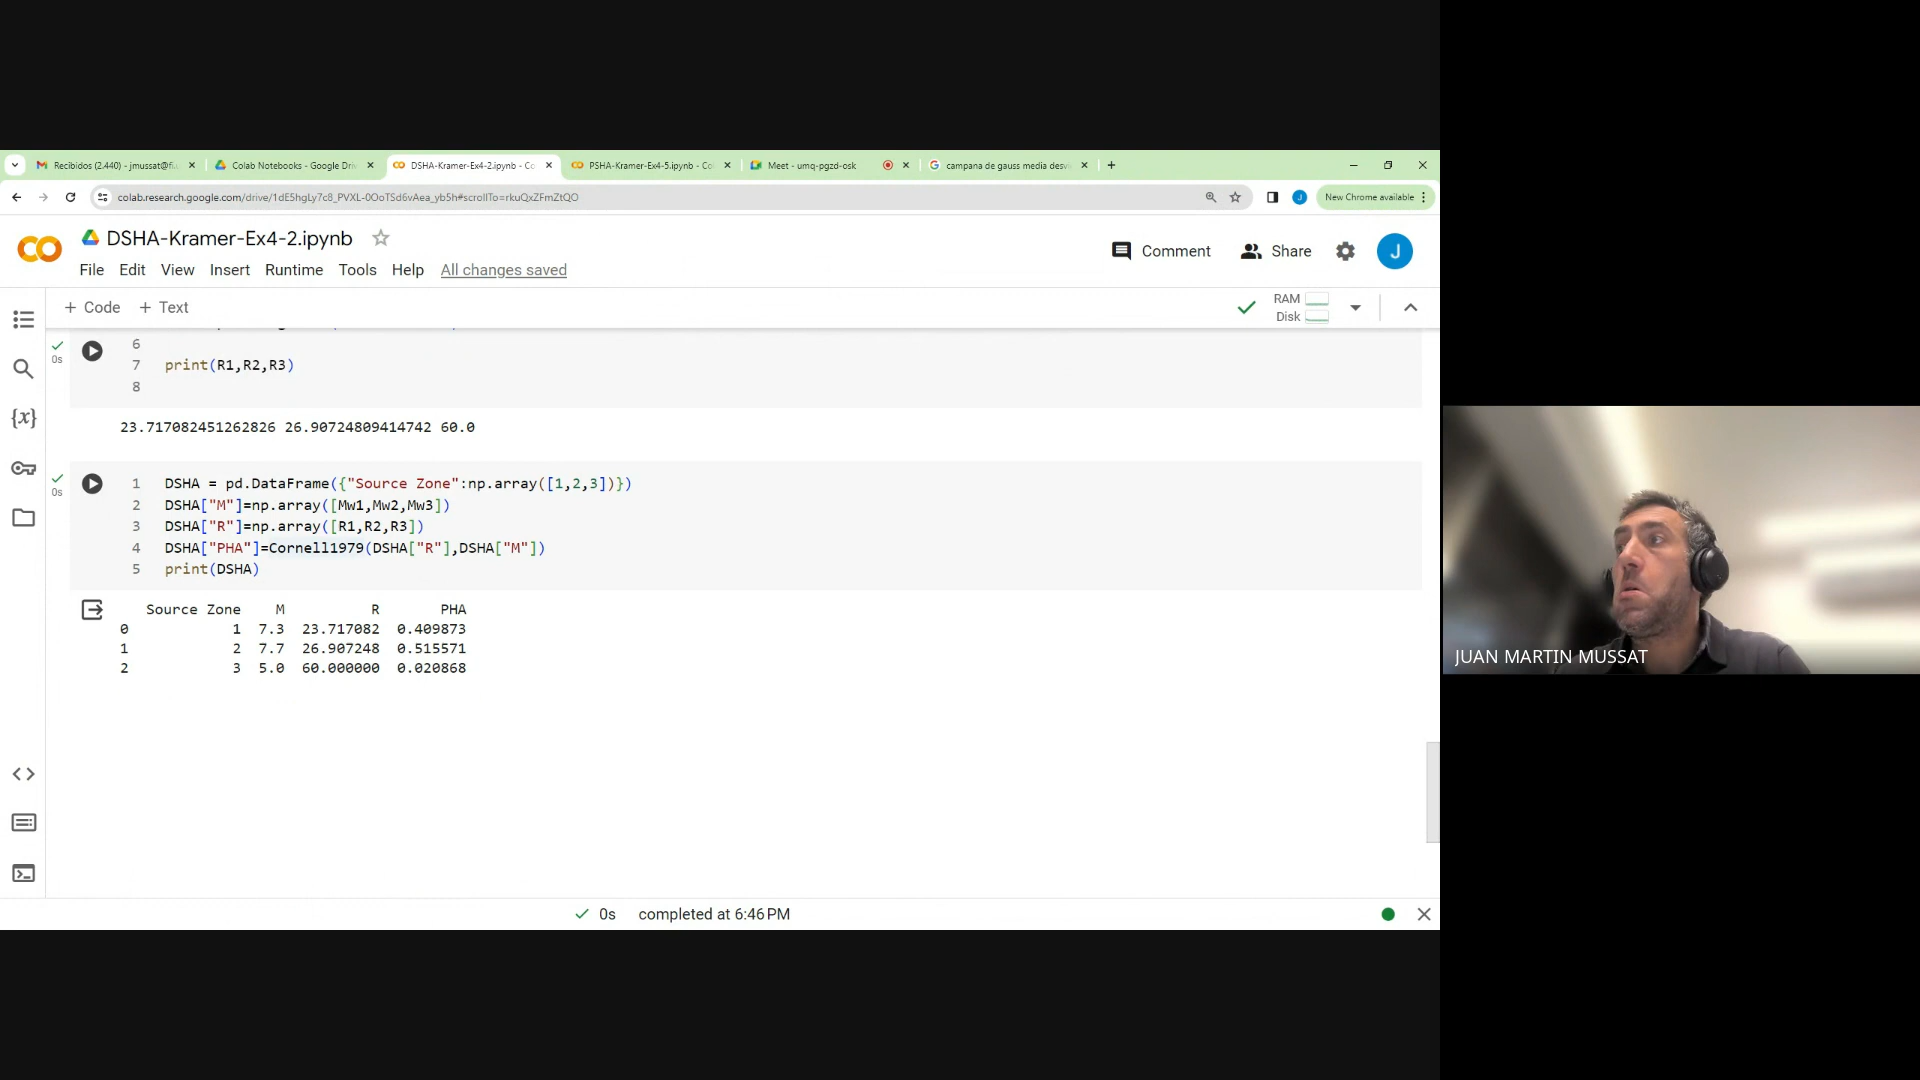 Recibidos (2.440) - jmussat@fi.
Colab Notebooks - Google Dri
DSHA-Kramer-Ex4-2.ipynb - Co
PSHA-Kramer-Ex4-5.ipynb - Co
Meet - umq-pgzd-osk
campana de gauss media desvi
colab.research.google.com/drive/1dE5hgLy7c8_PVXL-0OoTSd6vAea_yb5h#scrollTo=rkuQxZFmZtQO
New Chrome available
DSHA-Kramer-Ex4-2.ipynb
File Edit View Insert Runtime Tools Help All changes saved
Comment Share J
+ Code + Text
RAM
Disk
0s
6
7 print(R1,R2,R3)
8
23.717082451262826 26.90724809414742 60.0
0s
1 DSHA = pd.DataFrame({"Source Zone":np.array([1,2,3])})
2 DSHA["M"]=np.array([Mw1,Mw2,Mw3])
3 DSHA["R"]=np.array([R1,R2,R3])
4 DSHA["PHA"]=Cornell1979(DSHA["R"],DSHA["M"])
5 print(DSHA)
Source Zone M R PHA
0 1 7.3 23.717082 0.409873
1 2 7.7 26.907248 0.515571
2 3 5.0 60.000000 0.020868
0s completed at 6:46 PM
JUAN MARTIN MUSSAT